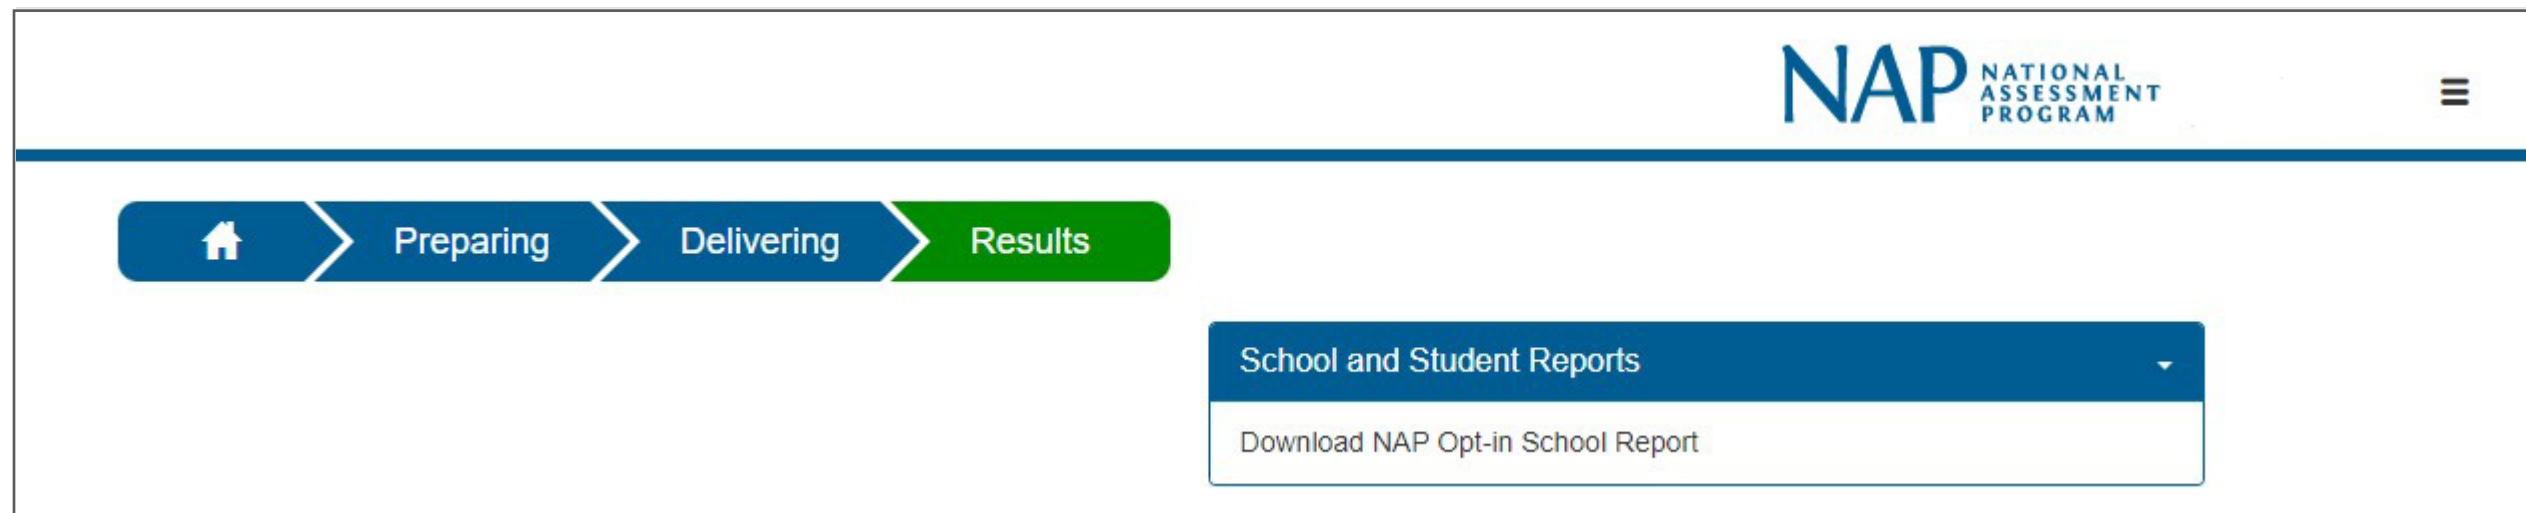 NAP NATIONAL
ASSESSMENT
PROGRAM
Preparing Delivering Results
School and Student Reports
Download NAP Opt-in School Report